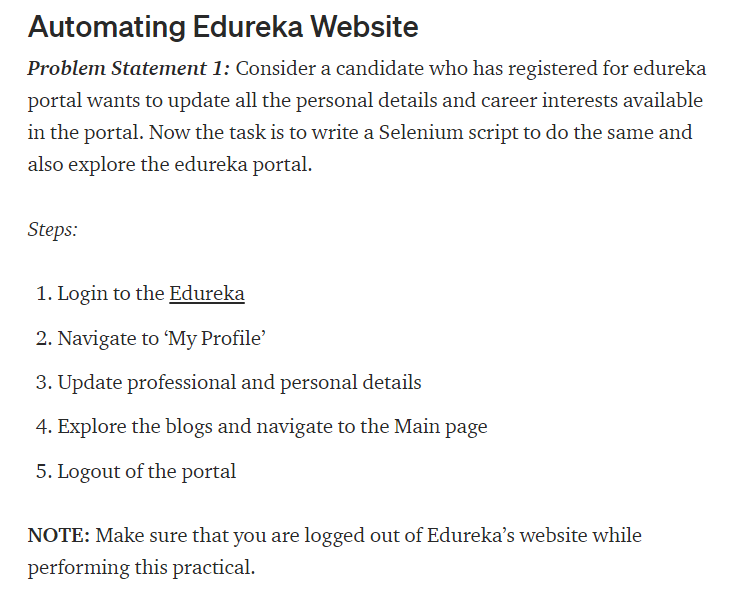 Automating Edureka Website
Problem Statement 1: Consider a candidate who has registered for edureka
portal wants to update all the personal details and career interests available
in the portal. Now the task is to write a Selenium script to do the same and
also explore the edureka portal.
Steps:
1. Login to the Edureka
2. Navigate to ‘My Profile’
3. Update professional and personal details
4. Explore the blogs and navigate to the Main page
5. Logout of the portal
NOTE: Make sure that you are logged out of Edureka’s website while
performing this practical.